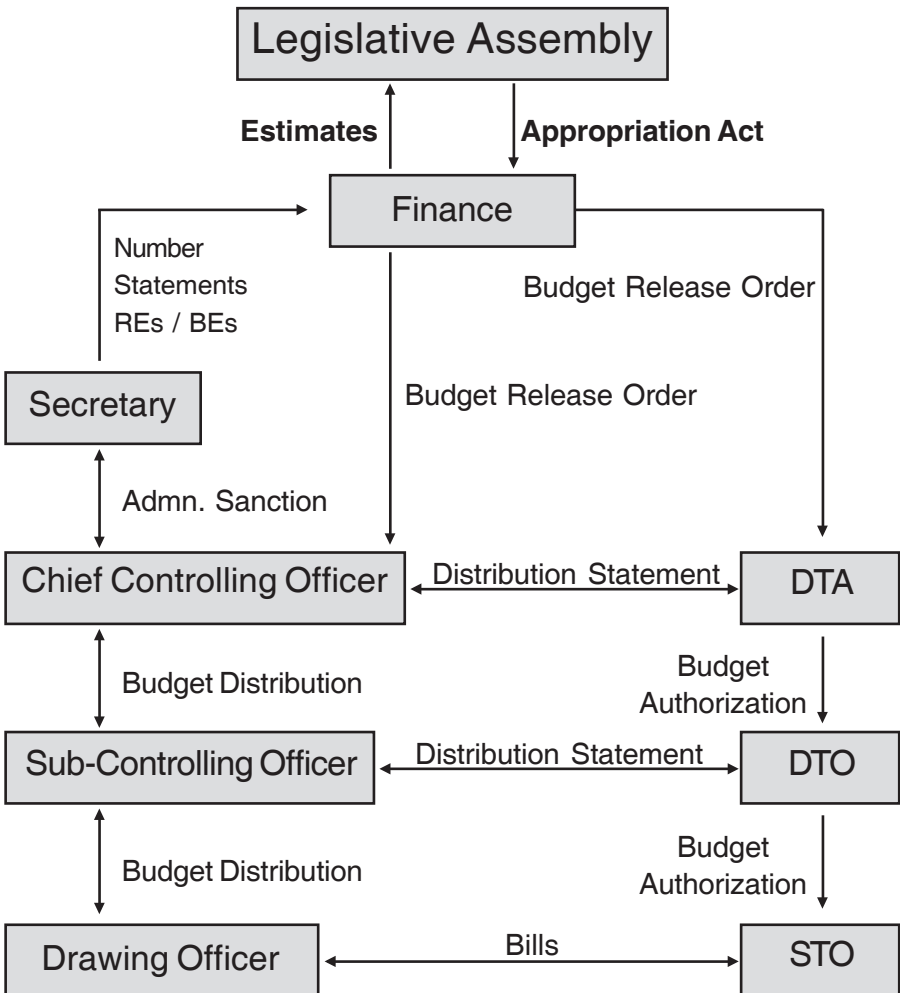 Legislative Assembly
Estimates
Appropriation Act
Finance
Number
Statements
REs / BEs
Budget Release Order
Budget Release Order
Secretary
Admn. Sanction
Chief Controlling Officer
Distribution Statement
DTA
Budget Distribution
Budget
Authorization
Sub-Controlling Officer
Distribution Statement
DTO
Budget Distribution
Budget
Authorization
Drawing Officer
Bills
STO